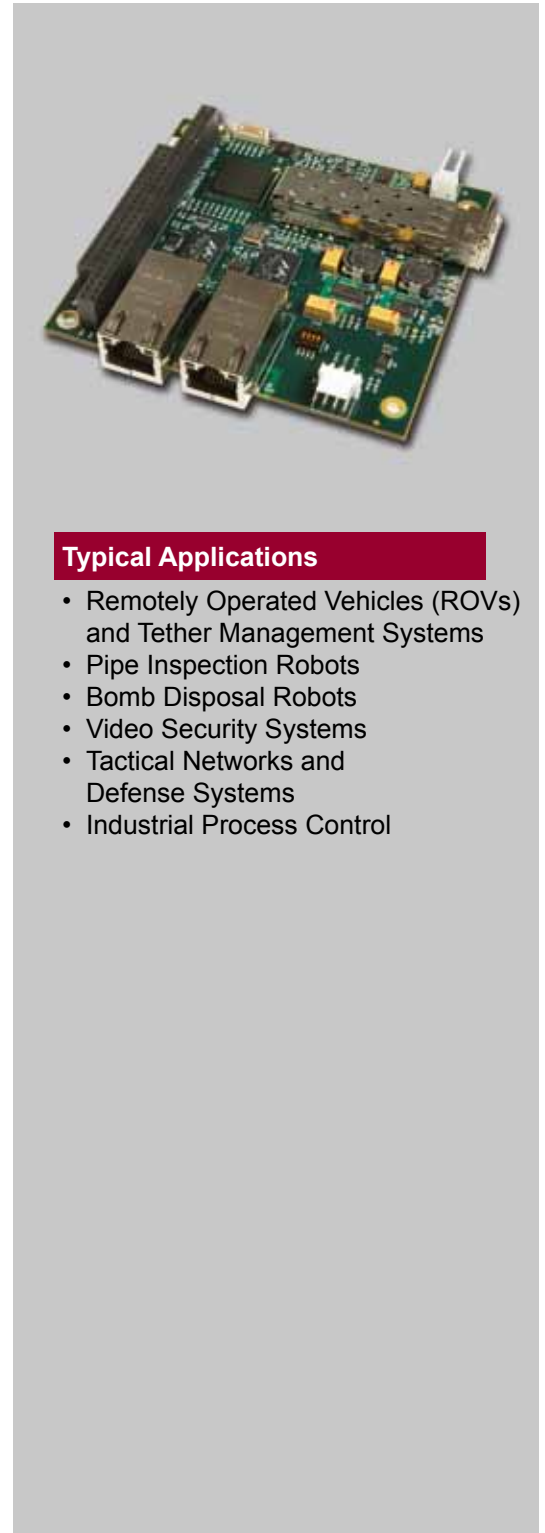 Typical Applications
• Remotely Operated Vehicles (ROVs)
and Tether Management Systems
• Pipe Inspection Robots
• Bomb Disposal Robots
• Video Security Systems
• Tactical Networks and
Defense Systems
• Industrial Process Control